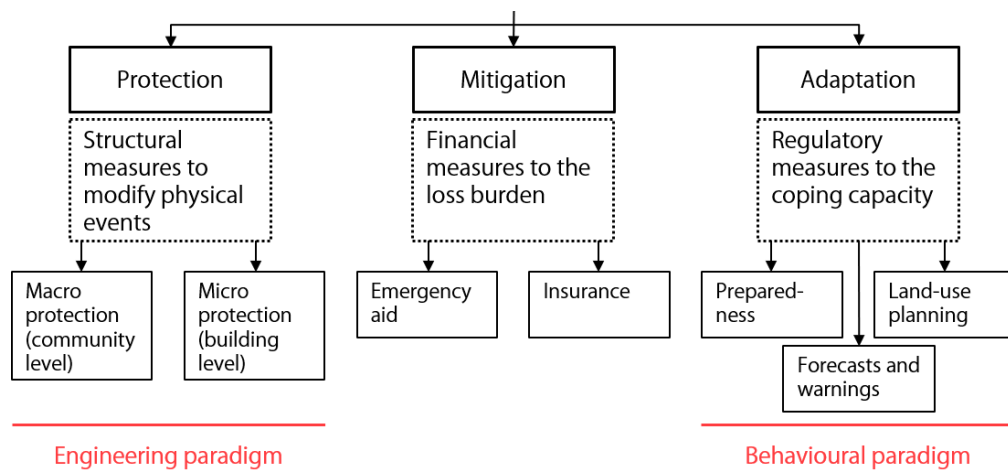 Protection
Mitigation
Adaptation
Structural
measures to
modify physical
events
Financial
measures to the
loss burden
Regulatory
measures to the
coping capacity
Macro
protection
(community
level)
Micro
protection
(building
level)
Emergency
aid
Insurance
Prepared-
ness
Forecasts and
warnings
Land-use
planning
Engineering paradigm
Behavioural paradigm